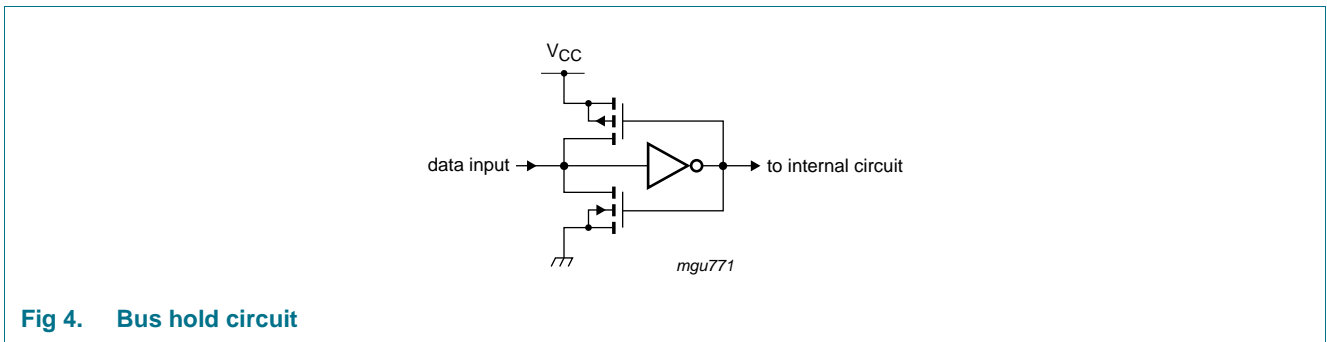 VCC
data input
to internal circuit
mgu771
Fig 4. Bus hold circuit